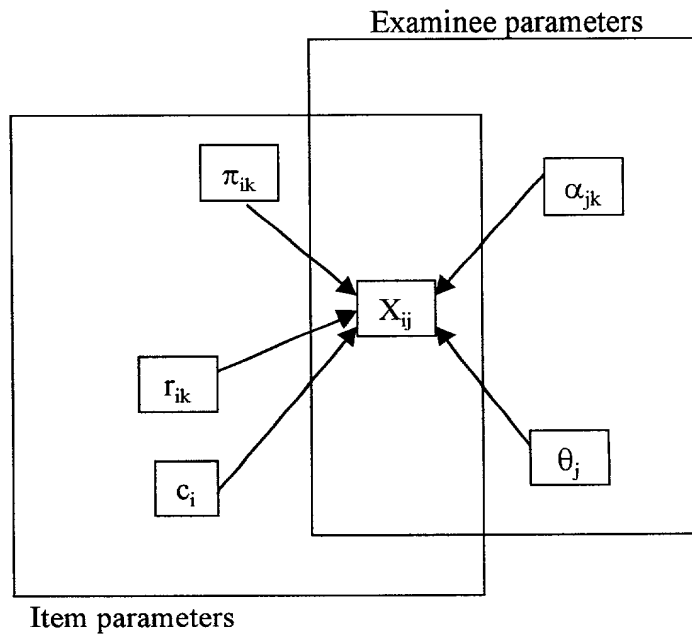 Examinee parameters
π_ik
α_jk
X_ij
r_ik
c_i
θ_j
Item parameters